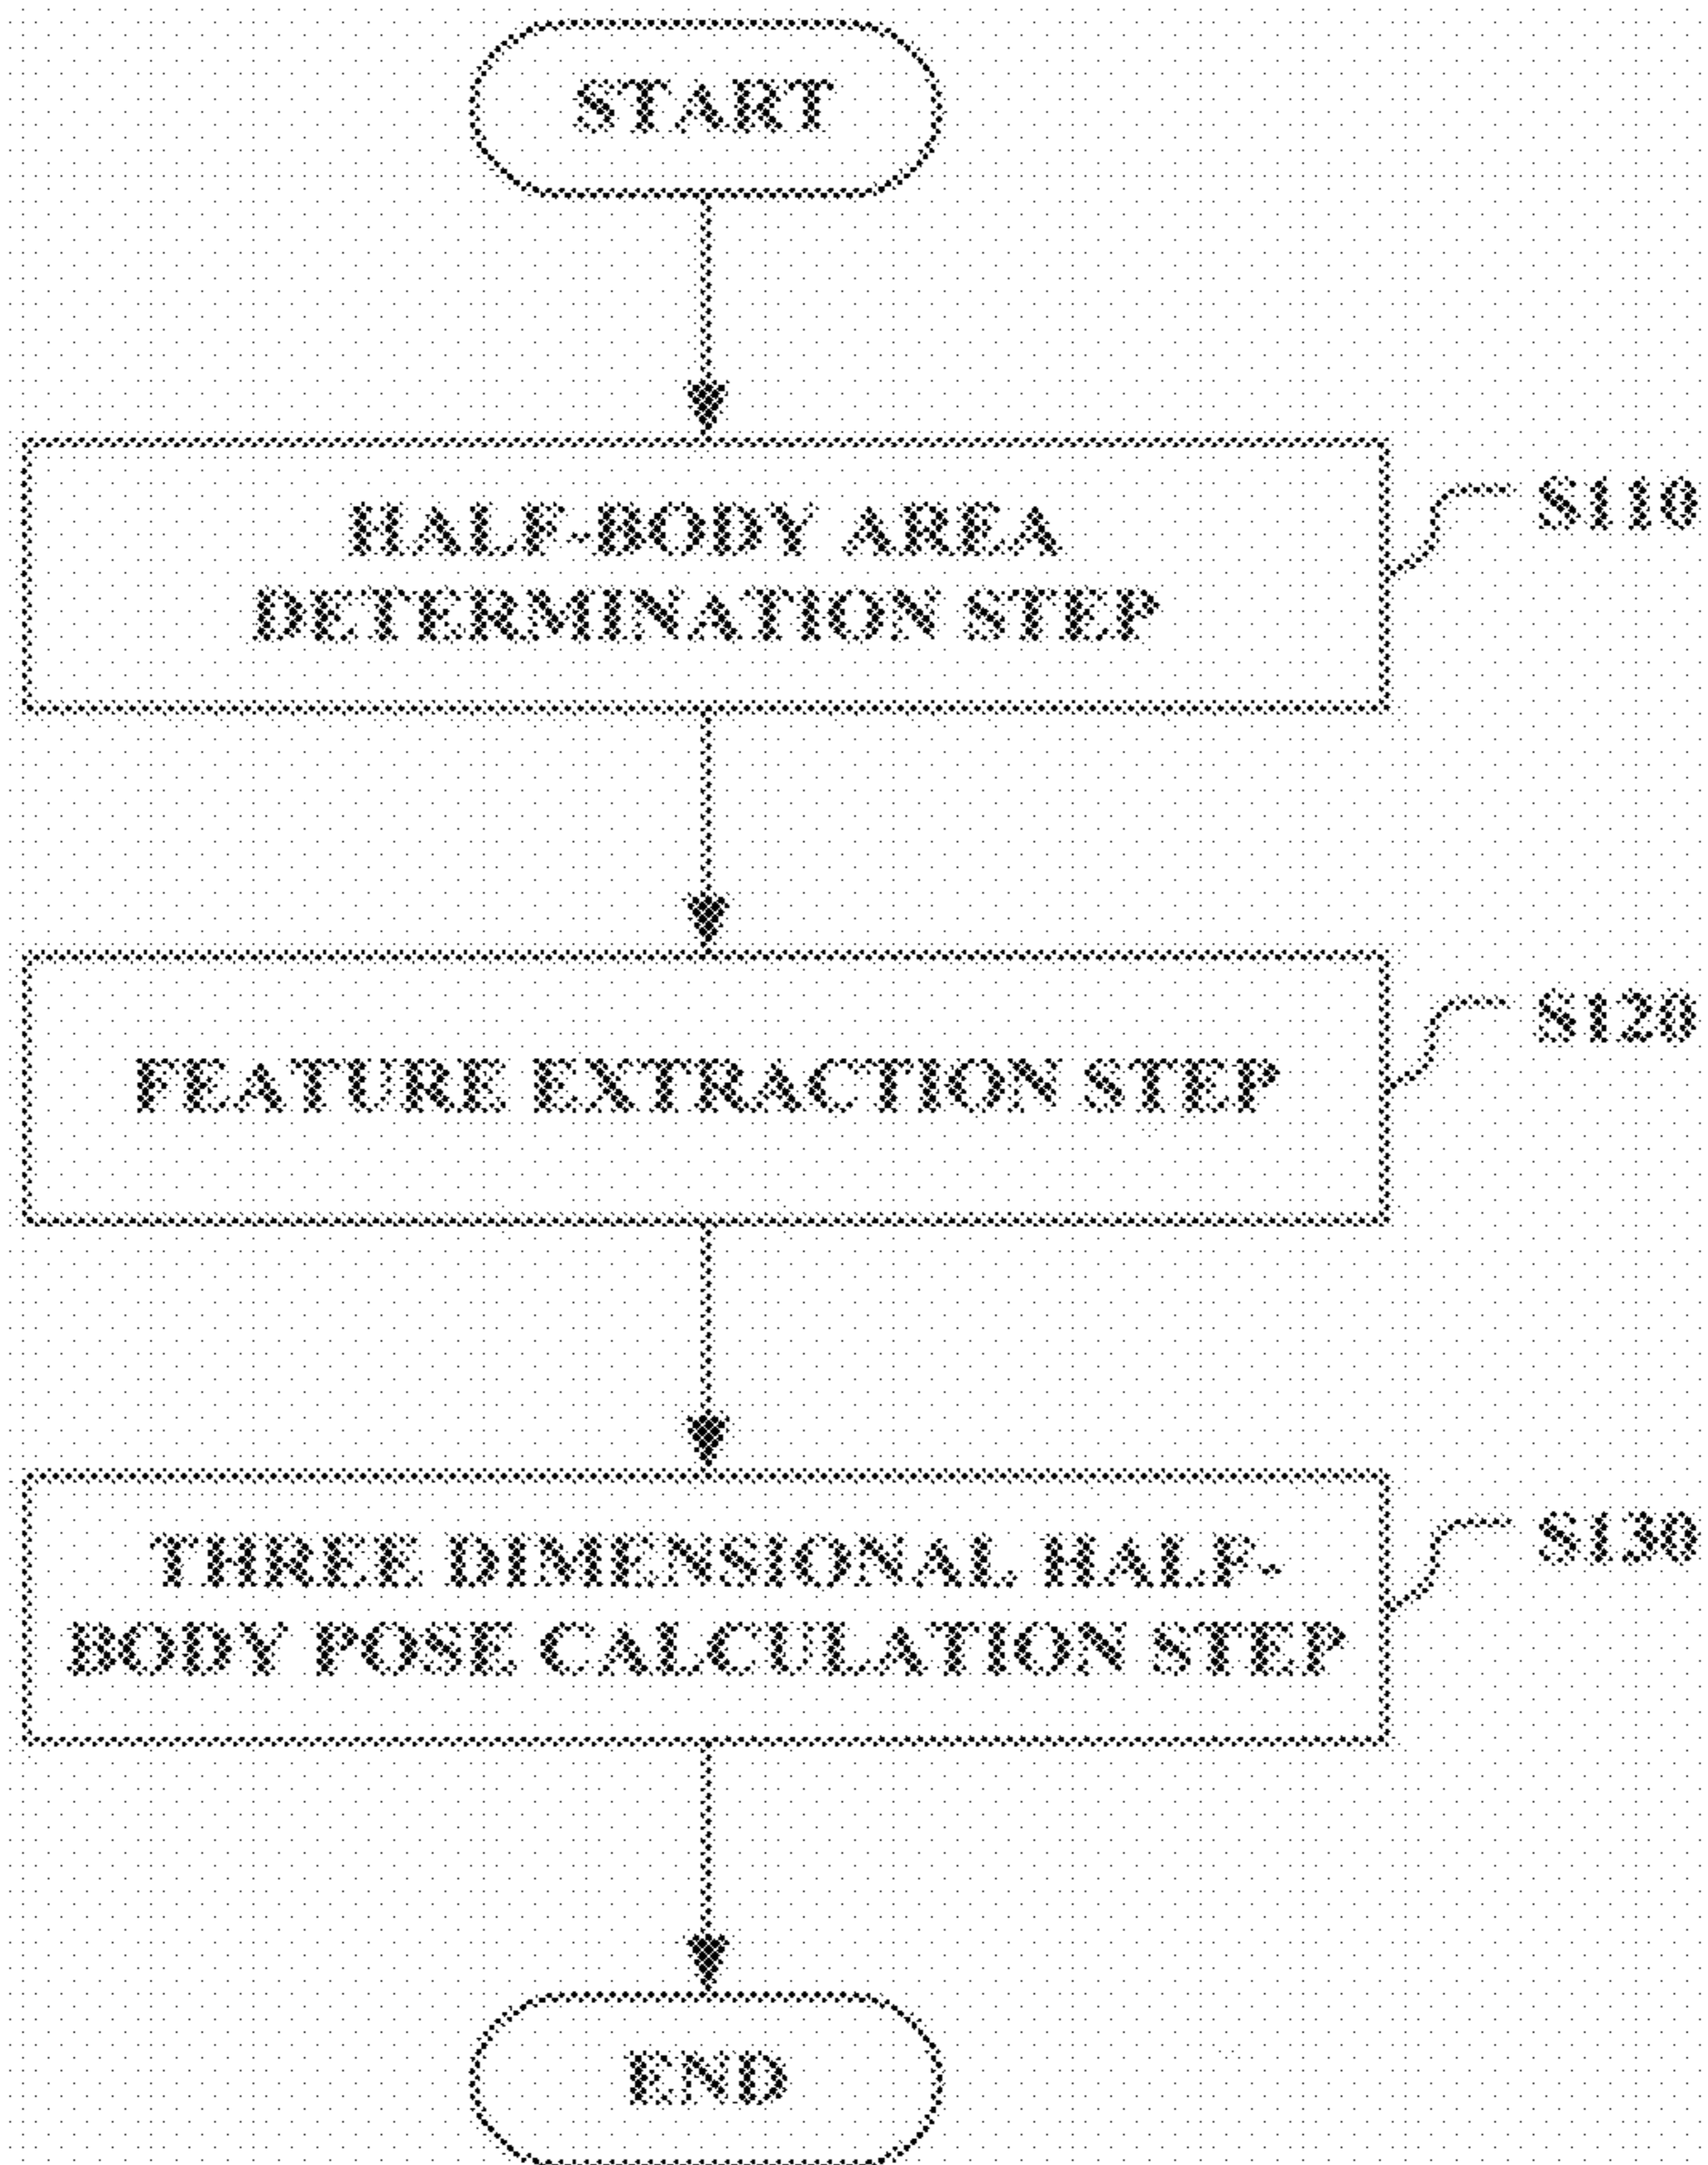 START
HALF-BODY AREA
DETERMINATION STEP
S110
FEATURE EXTRACTION STEP
S120
THREE DIMENSIONAL HALF-
BODY POSE CALCULATION STEP
S130
END